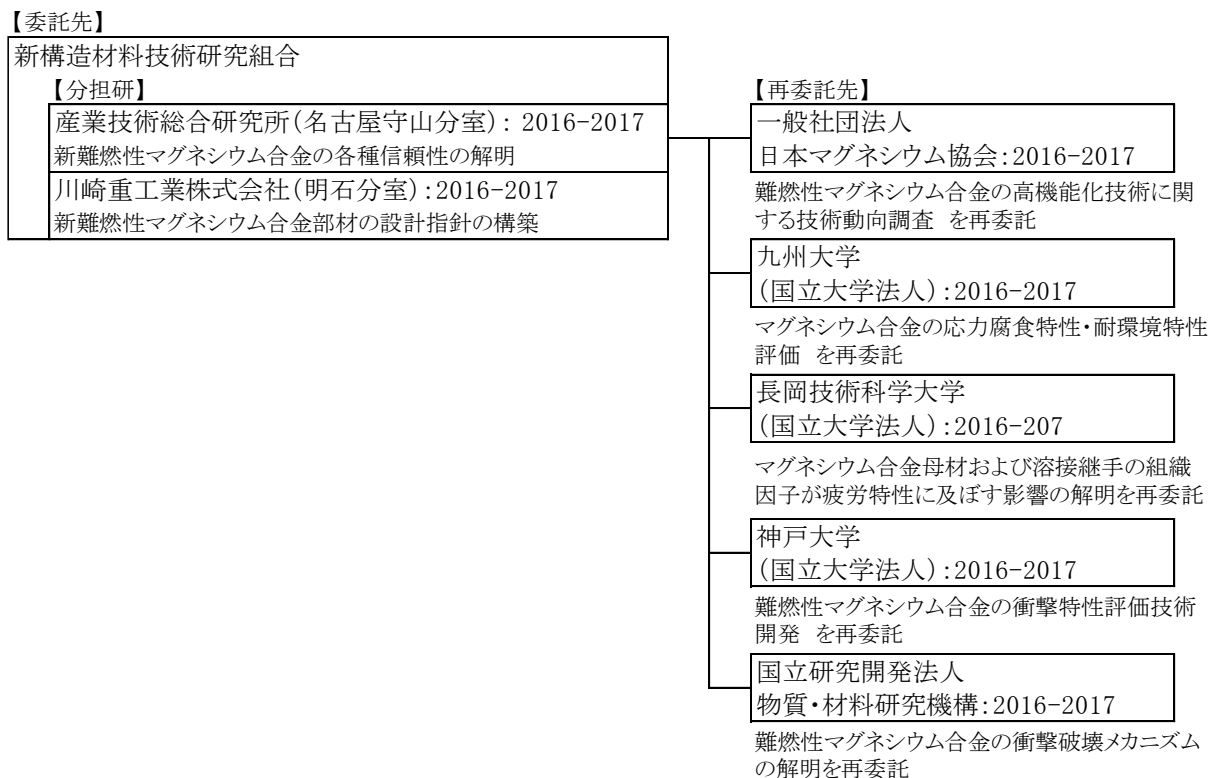 【委託先】
新構造材料技術研究組合
【分担研】
産業技術総合研究所(名古屋守山分室): 2016-2017
新難燃性マグネシウム合金の各種信頼性の解明
川崎重工業株式会社(明石分室):2016-2017
新難燃性マグネシウム合金部材の設計指針の構築
【再委託先】
一般社団法人
日本マグネシウム協会:2016-2017
難燃性マグネシウム合金の高機能化技術に関
する技術動向調査 を再委託
九州大学
(国立大学法人):2016-2017
マグネシウム合金の応力腐食特性・耐環境特性
評価 を再委託
長岡技術科学大学
(国立大学法人):2016-207
マグネシウム合金母材および溶接継手の組織
因子が疲労特性に及ぼす影響の解明を再委託
神戸大学
(国立大学法人):2016-2017
難燃性マグネシウム合金の衝撃特性評価技術
開発 を再委託
国立研究開発法人
物質・材料研究機構:2016-2017
難燃性マグネシウム合金の衝撃破壊メカニズム
の解明を再委託